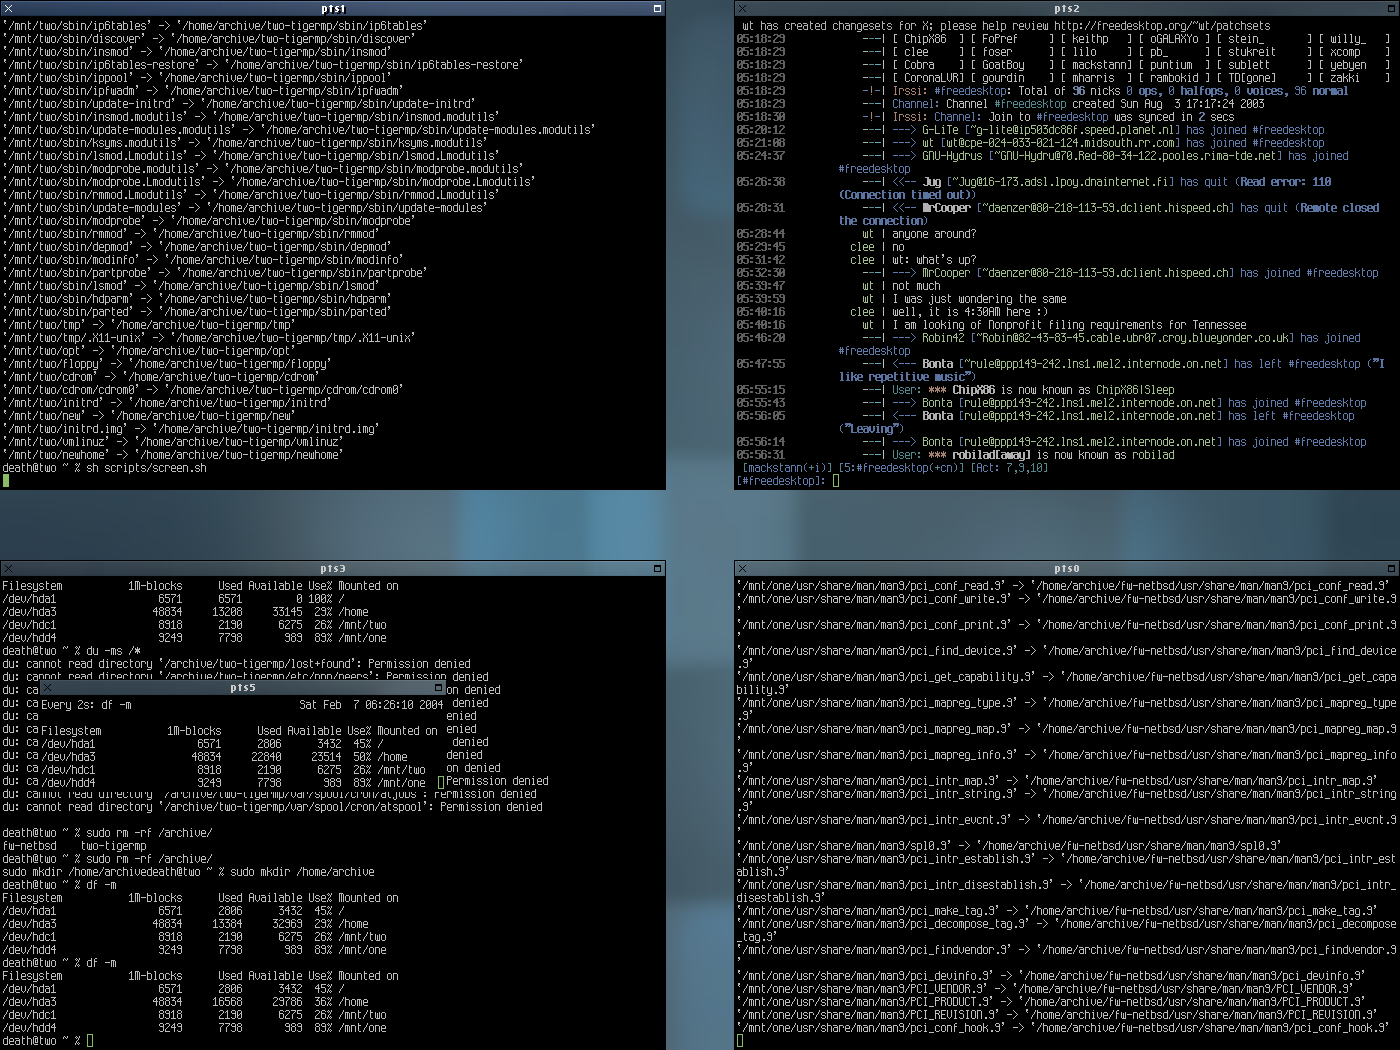 pts1
'/mnt/two/sbin/ip6tables' -> '/home/archive/two-tigermp/sbin/ip6tables'
'/mnt/two/sbin/discover' -> '/home/archive/two-tigermp/sbin/discover'
'/mnt/two/sbin/insmod' -> '/home/archive/two-tigermp/sbin/insmod'
'/mnt/two/sbin/ip6tables-restore' -> '/home/archive/two-tigermp/sbin/ip6tables-restore'
'/mnt/two/sbin/ippool' -> '/home/archive/two-tigermp/sbin/ippool'
'/mnt/two/sbin/ipfwadm' -> '/home/archive/two-tigermp/sbin/ipfwadm'
'/mnt/two/sbin/update-initrd' -> '/home/archive/two-tigermp/sbin/update-initrd'
'/mnt/two/sbin/insmod.modutils' -> '/home/archive/two-tigermp/sbin/insmod.modutils'
'/mnt/two/sbin/update-modules.modutils' -> '/home/archive/two-tigermp/sbin/update-modules.modutils'
'/mnt/two/sbin/ksyms.modutils' -> '/home/archive/two-tigermp/sbin/ksyms.modutils'
'/mnt/two/sbin/lsmod.Lmodutils' -> '/home/archive/two-tigermp/sbin/lsmod.Lmodutils'
'/mnt/two/sbin/modprobe.modutils' -> '/home/archive/two-tigermp/sbin/modprobe.modutils'
'/mnt/two/sbin/modprobe.Lmodutils' -> '/home/archive/two-tigermp/sbin/modprobe.Lmodutils'
'/mnt/two/sbin/rmmod.Lmodutils' -> '/home/archive/two-tigermp/sbin/rmmod.Lmodutils'
'/mnt/two/sbin/update-modules' -> '/home/archive/two-tigermp/sbin/update-modules'
'/mnt/two/sbin/modprobe' -> '/home/archive/two-tigermp/sbin/modprobe'
'/mnt/two/sbin/rmmod' -> '/home/archive/two-tigermp/sbin/rmmod'
'/mnt/two/sbin/depmod' -> '/home/archive/two-tigermp/sbin/depmod'
'/mnt/two/sbin/modinfo' -> '/home/archive/two-tigermp/sbin/modinfo'
'/mnt/two/sbin/partprobe' -> '/home/archive/two-tigermp/sbin/partprobe'
'/mnt/two/sbin/lsmod' -> '/home/archive/two-tigermp/sbin/lsmod'
'/mnt/two/sbin/hdparm' -> '/home/archive/two-tigermp/sbin/hdparm'
'/mnt/two/sbin/parted' -> '/home/archive/two-tigermp/sbin/parted'
'/mnt/two/tmp' -> '/home/archive/two-tigermp/tmp'
'/mnt/two/tmp/.X11-unix' -> '/home/archive/two-tigermp/tmp/.X11-unix'
'/mnt/two/opt' -> '/home/archive/two-tigermp/opt'
'/mnt/two/floppy' -> '/home/archive/two-tigermp/floppy'
'/mnt/two/cdrom' -> '/home/archive/two-tigermp/cdrom'
'/mnt/two/cdrom/cdrom0' -> '/home/archive/two-tigermp/cdrom/cdrom0'
'/mnt/two/initrd' -> '/home/archive/two-tigermp/initrd'
'/mnt/two/new' -> '/home/archive/two-tigermp/new'
'/mnt/two/initrd.img' -> '/home/archive/two-tigermp/initrd.img'
'/mnt/two/vmlinuz' -> '/home/archive/two-tigermp/vmlinuz'
'/mnt/two/newhome' -> '/home/archive/two-tigermp/newhome'
death@two ~ % sh scripts/screen.sh
pts2
wt has created changesets for X; please help review http://freedesktop.org/~wt/patchsets
05:18:29 ---| [ ChipX86 ] [ FoPref ] [ keithp ] [ oGALAXYo ] [ stein_ ] [ willy_ ]
05:18:29 ---| [ clee ] [ foser ] [ lilo ] [ pb_ ] [ stukreit ] [ xcomp ]
05:18:29 ---| [ Cobra ] [ GoatBoy ] [ mackstann] [ puntium ] [ sublett ] [ yebyen ]
05:18:29 ---| [ CoronaLVR] [ gourdin ] [ mharris ] [ rambokid ] [ TD[gone] ] [ zakki ]
05:18:29 -!-| Irssi: #freedesktop: Total of 96 nicks 0 ops, 0 halfops, 0 voices, 96 normal
05:18:29 ---| Channel: Channel #freedesktop created Sun Aug 3 17:17:24 2003
05:18:30 -!-| Irssi: Channel: Join to #freedesktop was synced in 2 secs
05:20:12 ---| ---> G-LiTe [~g-lite@ip503dc86f.speed.planet.nl] has joined #freedesktop
05:21:06 ---| ---> wt [wt@cpe-024-033-021-124.midsouth.rr.com] has joined #freedesktop
05:24:37 ---| ---> GNU-Hydrus [~GNU-Hydru@70.Red-80-34-122.pooles.rima-tde.net] has joined
#freedesktop
05:26:38 ---| <<-- Jug [~Jug@16-173.adsl.lpoy.dnainternet.fi] has quit (Read error: 110
(Connection timed out))
05:28:31 ---| <<-- MrCooper [~daenzer@80-218-113-59.dclient.hispeed.ch] has quit (Remote closed
the connection)
05:28:44 wt | anyone around?
05:29:45 clee | no
05:31:42 clee | wt: what's up?
05:32:30 ---| ---> MrCooper [~daenzer@80-218-113-59.dclient.hispeed.ch] has joined #freedesktop
05:39:47 wt | not much
05:39:59 wt | I was just wondering the same
05:40:16 clee | well, it is 4:30AM here :)
05:40:16 wt | I am looking of Nonprofit filing requirements for Tennessee
05:46:20 ---| ---> Robin42 [~Robin@82-43-83-45.cable.ubr07.croy.blueyonder.co.uk] has joined
#freedesktop
05:47:55 ---| <--- Bonta [~rule@ppp149-242.lns1.mel2.internode.on.net] has left #freedesktop ("I
like repetitive music")
05:55:15 ---| User: *** ChipX86 is now known as ChipX86|Sleep
05:55:43 ---| ---> Bonta [rule@ppp149-242.lns1.mel2.internode.on.net] has joined #freedesktop
05:56:05 ---| <--- Bonta [rule@ppp149-242.lns1.mel2.internode.on.net] has left #freedesktop
("Leaving")
05:56:14 ---| ---> Bonta [rule@ppp149-242.lns1.mel2.internode.on.net] has joined #freedesktop
05:56:31 ---| User: *** robilad[away] is now known as robilad
[mackstann(+i)] [5:#freedesktop(+cn)] [Act: 7,9,10]
[#freedesktop]:
pts3
Filesystem 1M-blocks Used Available Use% Mounted on
/dev/hda1 6571 6571 0 100% /
/dev/hda3 48834 13208 33145 29% /home
/dev/hdc1 8918 2190 6275 26% /mnt/two
/dev/hdd4 9249 7798 989 89% /mnt/one
death@two ~ % du -ms /*
du: cannot read directory '/archive/two-tigermp/lost+found': Permission denied
du: cannot read directory '/archive/two-tigermp/etc/ppp/peers': Permission denied
du: ca on denied
du: ca denied
du: ca enied
du: ca denied
du: ca denied
du: ca on denied
du: ca Permission denied
du: cannot read directory '/archive/two-tigermp/var/spool/cron/atjobs': Permission denied
du: cannot read directory '/archive/two-tigermp/var/spool/cron/atspool': Permission denied
death@two ~ % sudo rm -rf /archive/
fw-netbsd two-tigermp
death@two ~ % sudo rm -rf /archive/
sudo mkdir /home/archivedeath@two ~ % sudo mkdir /home/archive
death@two ~ % df -m
Filesystem 1M-blocks Used Available Use% Mounted on
/dev/hda1 6571 2806 3432 45% /
/dev/hda3 48834 13384 32969 29% /home
/dev/hdc1 8918 2190 6275 26% /mnt/two
/dev/hdd4 9249 7798 989 89% /mnt/one
death@two ~ % df -m
Filesystem 1M-blocks Used Available Use% Mounted on
/dev/hda1 6571 2806 3432 45% /
/dev/hda3 48834 16568 29786 36% /home
/dev/hdc1 8918 2190 6275 26% /mnt/two
/dev/hdd4 9249 7798 989 89% /mnt/one
death@two ~ %
pts5
Every 2s: df -m Sat Feb 7 06:26:10 2004
Filesystem 1M-blocks Used Available Use% Mounted on
/dev/hda1 6571 2806 3432 45% /
/dev/hda3 48834 22840 23514 50% /home
/dev/hdc1 8918 2190 6275 26% /mnt/two
/dev/hdd4 9249 7798 989 89% /mnt/one
pts0
'/mnt/one/usr/share/man/man9/pci_conf_read.9' -> '/home/archive/fw-netbsd/usr/share/man/man9/pci_conf_read.9'
'/mnt/one/usr/share/man/man9/pci_conf_write.9' -> '/home/archive/fw-netbsd/usr/share/man/man9/pci_conf_write.9
'
'/mnt/one/usr/share/man/man9/pci_conf_print.9' -> '/home/archive/fw-netbsd/usr/share/man/man9/pci_conf_print.9
'
'/mnt/one/usr/share/man/man9/pci_find_device.9' -> '/home/archive/fw-netbsd/usr/share/man/man9/pci_find_device
.9'
'/mnt/one/usr/share/man/man9/pci_get_capability.9' -> '/home/archive/fw-netbsd/usr/share/man/man9/pci_get_capa
bility.9'
'/mnt/one/usr/share/man/man9/pci_mapreg_type.9' -> '/home/archive/fw-netbsd/usr/share/man/man9/pci_mapreg_type
.9'
'/mnt/one/usr/share/man/man9/pci_mapreg_map.9' -> '/home/archive/fw-netbsd/usr/share/man/man9/pci_mapreg_map.9
'
'/mnt/one/usr/share/man/man9/pci_mapreg_info.9' -> '/home/archive/fw-netbsd/usr/share/man/man9/pci_mapreg_info
.9'
'/mnt/one/usr/share/man/man9/pci_intr_map.9' -> '/home/archive/fw-netbsd/usr/share/man/man9/pci_intr_map.9'
'/mnt/one/usr/share/man/man9/pci_intr_string.9' -> '/home/archive/fw-netbsd/usr/share/man/man9/pci_intr_string
.9'
'/mnt/one/usr/share/man/man9/pci_intr_evcnt.9' -> '/home/archive/fw-netbsd/usr/share/man/man9/pci_intr_evcnt.9
'
'/mnt/one/usr/share/man/man9/spl0.9' -> '/home/archive/fw-netbsd/usr/share/man/man9/spl0.9'
'/mnt/one/usr/share/man/man9/pci_intr_establish.9' -> '/home/archive/fw-netbsd/usr/share/man/man9/pci_intr_est
ablish.9'
'/mnt/one/usr/share/man/man9/pci_intr_disestablish.9' -> '/home/archive/fw-netbsd/usr/share/man/man9/pci_intr_
disestablish.9'
'/mnt/one/usr/share/man/man9/pci_make_tag.9' -> '/home/archive/fw-netbsd/usr/share/man/man9/pci_make_tag.9'
'/mnt/one/usr/share/man/man9/pci_decompose_tag.9' -> '/home/archive/fw-netbsd/usr/share/man/man9/pci_decompose
_tag.9'
'/mnt/one/usr/share/man/man9/pci_findvendor.9' -> '/home/archive/fw-netbsd/usr/share/man/man9/pci_findvendor.9
'
'/mnt/one/usr/share/man/man9/pci_devinfo.9' -> '/home/archive/fw-netbsd/usr/share/man/man9/pci_devinfo.9'
'/mnt/one/usr/share/man/man9/PCI_VENDOR.9' -> '/home/archive/fw-netbsd/usr/share/man/man9/PCI_VENDOR.9'
'/mnt/one/usr/share/man/man9/PCI_PRODUCT.9' -> '/home/archive/fw-netbsd/usr/share/man/man9/PCI_PRODUCT.9'
'/mnt/one/usr/share/man/man9/PCI_REVISION.9' -> '/home/archive/fw-netbsd/usr/share/man/man9/PCI_REVISION.9'
'/mnt/one/usr/share/man/man9/pci_conf_hook.9' -> '/home/archive/fw-netbsd/usr/share/man/man9/pci_conf_hook.9'